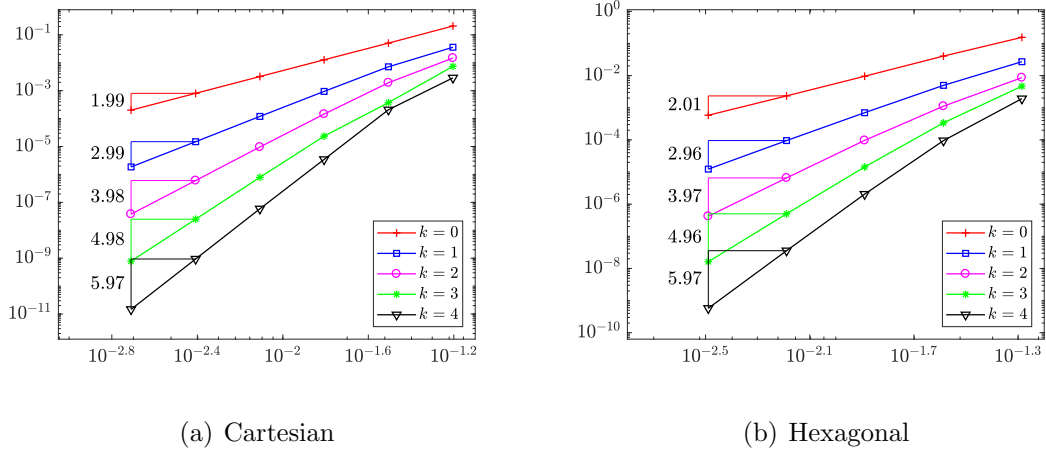 10^{-1}
10^{-3}
10^{-5}
10^{-7}
10^{-9}
10^{-11}
1.99
2.99
3.98
4.98
5.97
k = 0
k = 1
k = 2
k = 3
k = 4
10^{-2.8} 10^{-2.4} 10^{-2} 10^{-1.6} 10^{-1.2}
(a) Cartesian
10^{0}
10^{-2}
10^{-4}
10^{-6}
10^{-8}
10^{-10}
2.01
2.96
3.97
4.96
5.97
k = 0
k = 1
k = 2
k = 3
k = 4
10^{-2.5} 10^{-2.1} 10^{-1.7} 10^{-1.3}
(b) Hexagonal